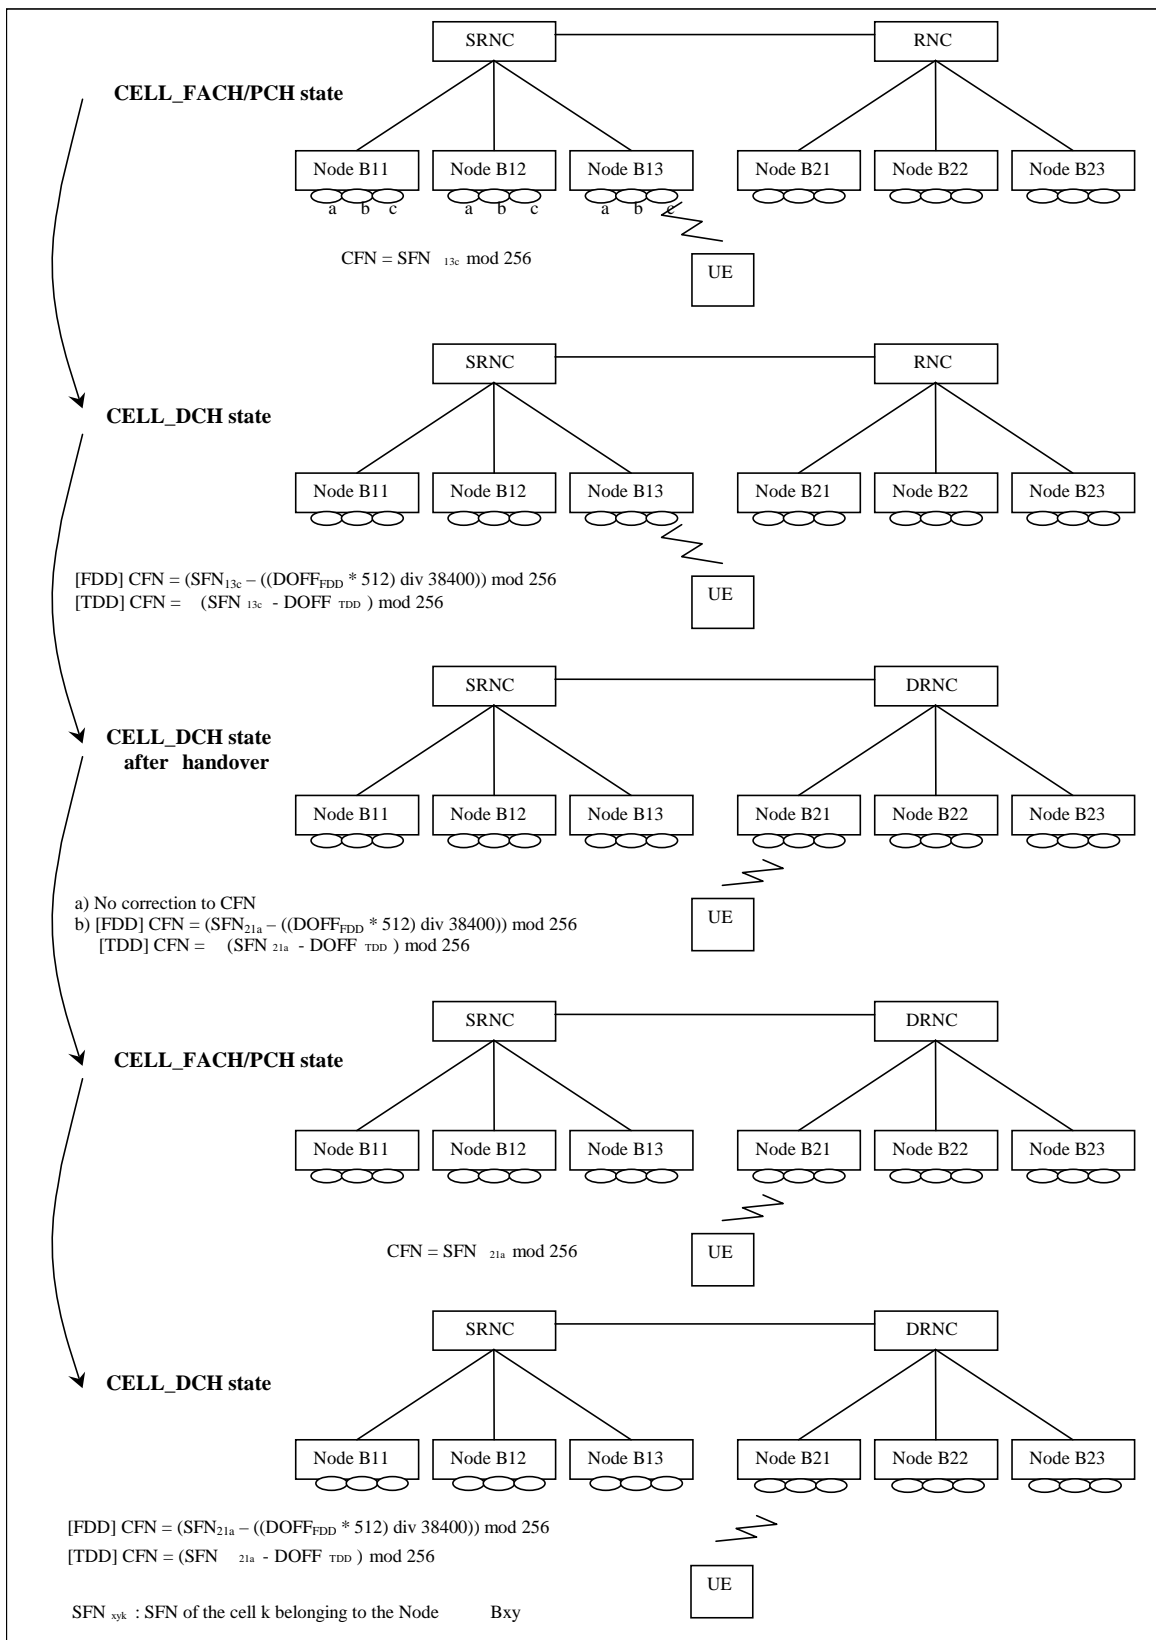 SRNC RNC
CELL_FACH/PCH state
Node B11 Node B12 Node B13 Node B21 Node B22 Node B23
a b c a b c a b c
CFN = SFN 13c mod 256
UE
SRNC RNC
CELL_DCH state
Node B11 Node B12 Node B13 Node B21 Node B22 Node B23
[FDD] CFN = (SFN13c – ((DOFFFDD * 512) div 38400)) mod 256
[TDD] CFN = (SFN 13c - DOFF TDD ) mod 256
UE
SRNC DRNC
CELL_DCH state
after handover
Node B11 Node B12 Node B13 Node B21 Node B22 Node B23
a) No correction to CFN
b) [FDD] CFN = (SFN21a – ((DOFFFDD * 512) div 38400)) mod 256
[TDD] CFN = (SFN 21a - DOFF TDD ) mod 256
UE
SRNC DRNC
CELL_FACH/PCH state
Node B11 Node B12 Node B13 Node B21 Node B22 Node B23
CFN = SFN 21a mod 256
UE
SRNC DRNC
CELL_DCH state
Node B11 Node B12 Node B13 Node B21 Node B22 Node B23
[FDD] CFN = (SFN21a – ((DOFFFDD * 512) div 38400)) mod 256
[TDD] CFN = (SFN 21a - DOFF TDD ) mod 256
UE
SFN xyk : SFN of the cell k belonging to the Node Bxy